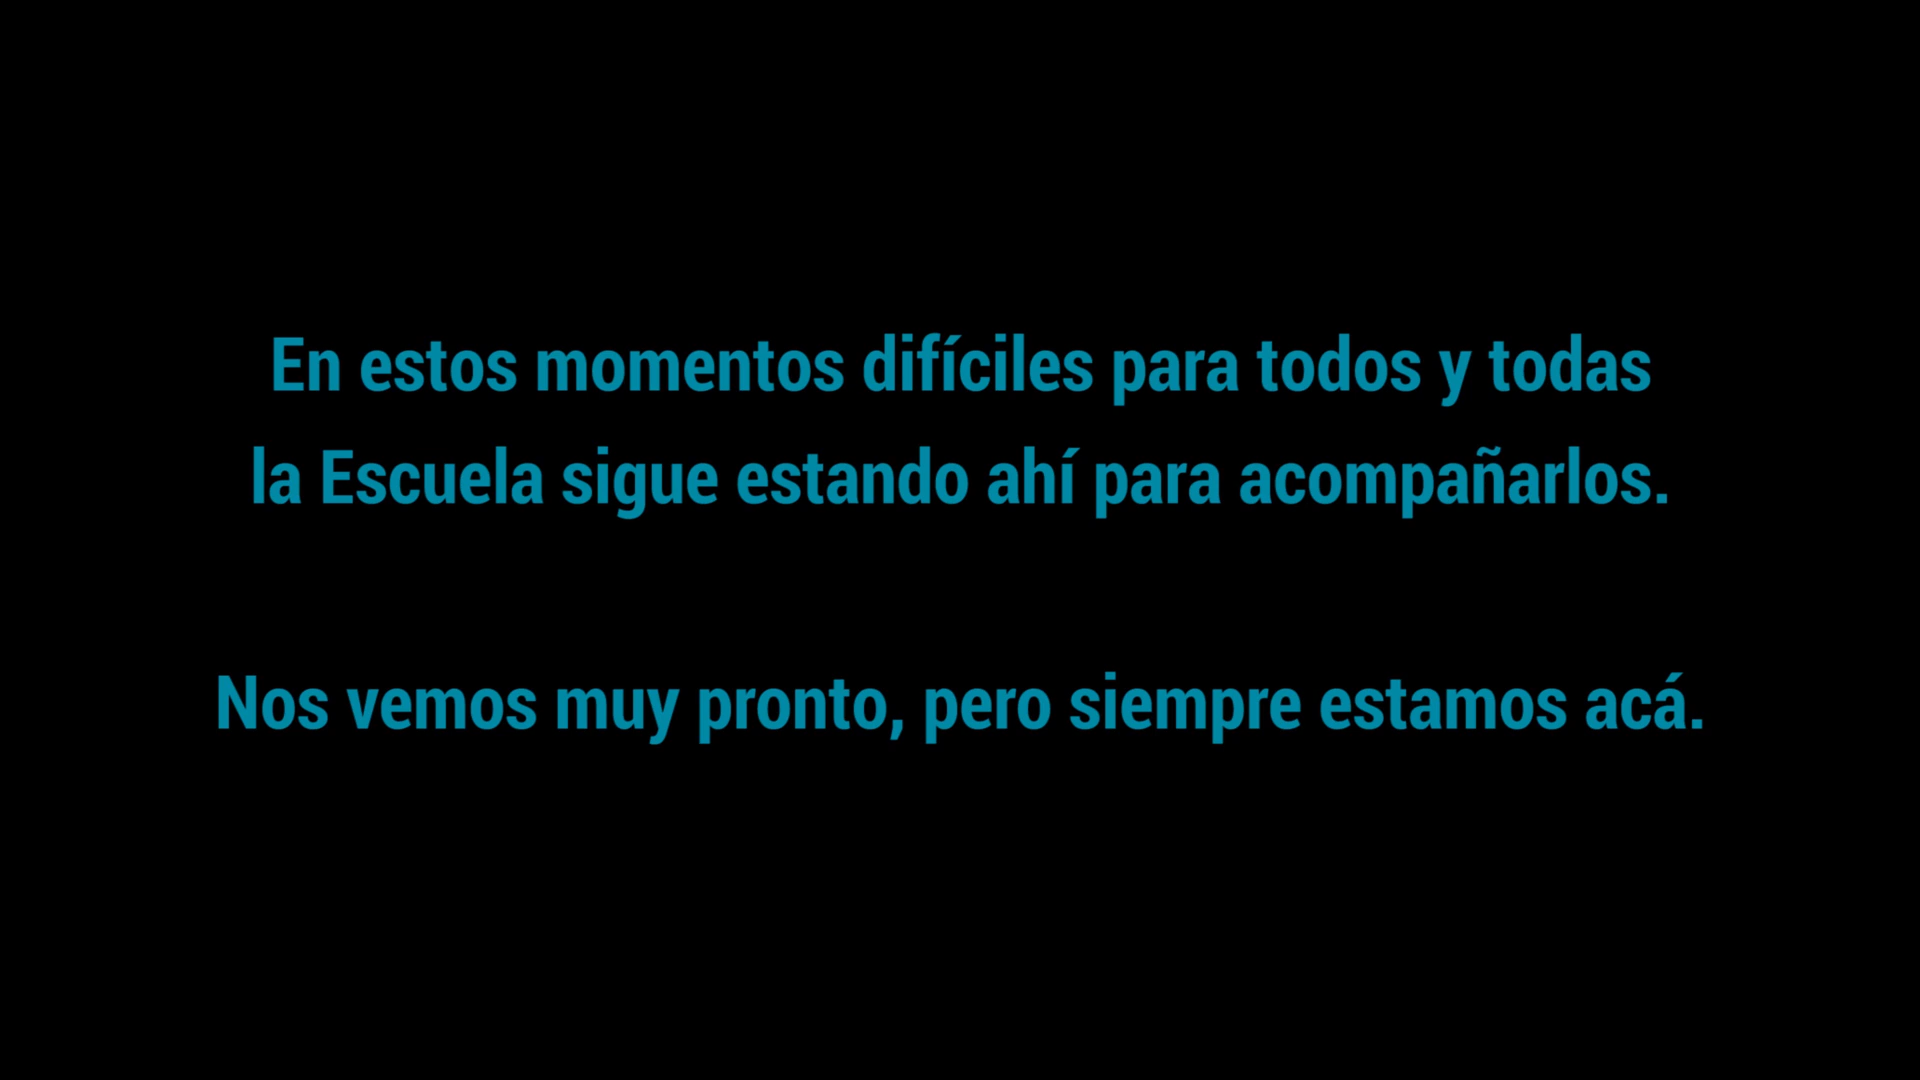 En estos momentos difíciles para todos y todas
la Escuela sigue estando ahí para acompañarlos.
Nos vemos muy pronto, pero siempre estamos acá.